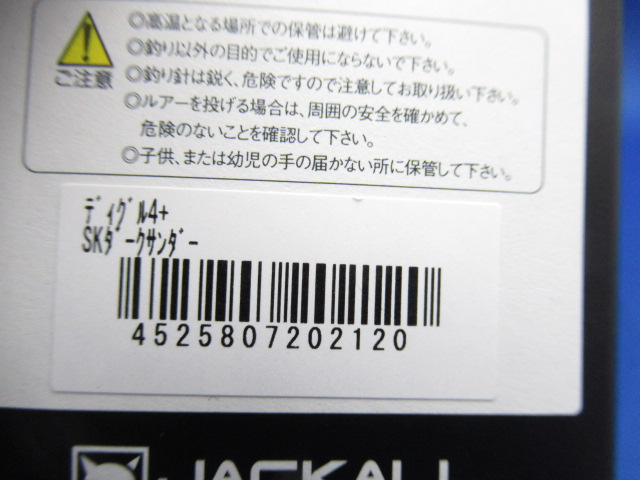 ◎高温となる場所での保管は避けて下さい。
◎釣り以外の目的でご使用にならないで下さい。
◎釣り針は鋭く、危険ですので注意してお取り扱い下さい。
◎ルアーを投げる場合は、周囲の安全を確かめて、
危険のないことを確認して下さい。
◎子供、または幼児の手の届かない所に保管して下さい。
ご注意
ﾃﾞｨｸﾞﾙ4+
SKﾀﾞｰｸｻﾝﾀﾞｰ
4525807202120
JACKALL